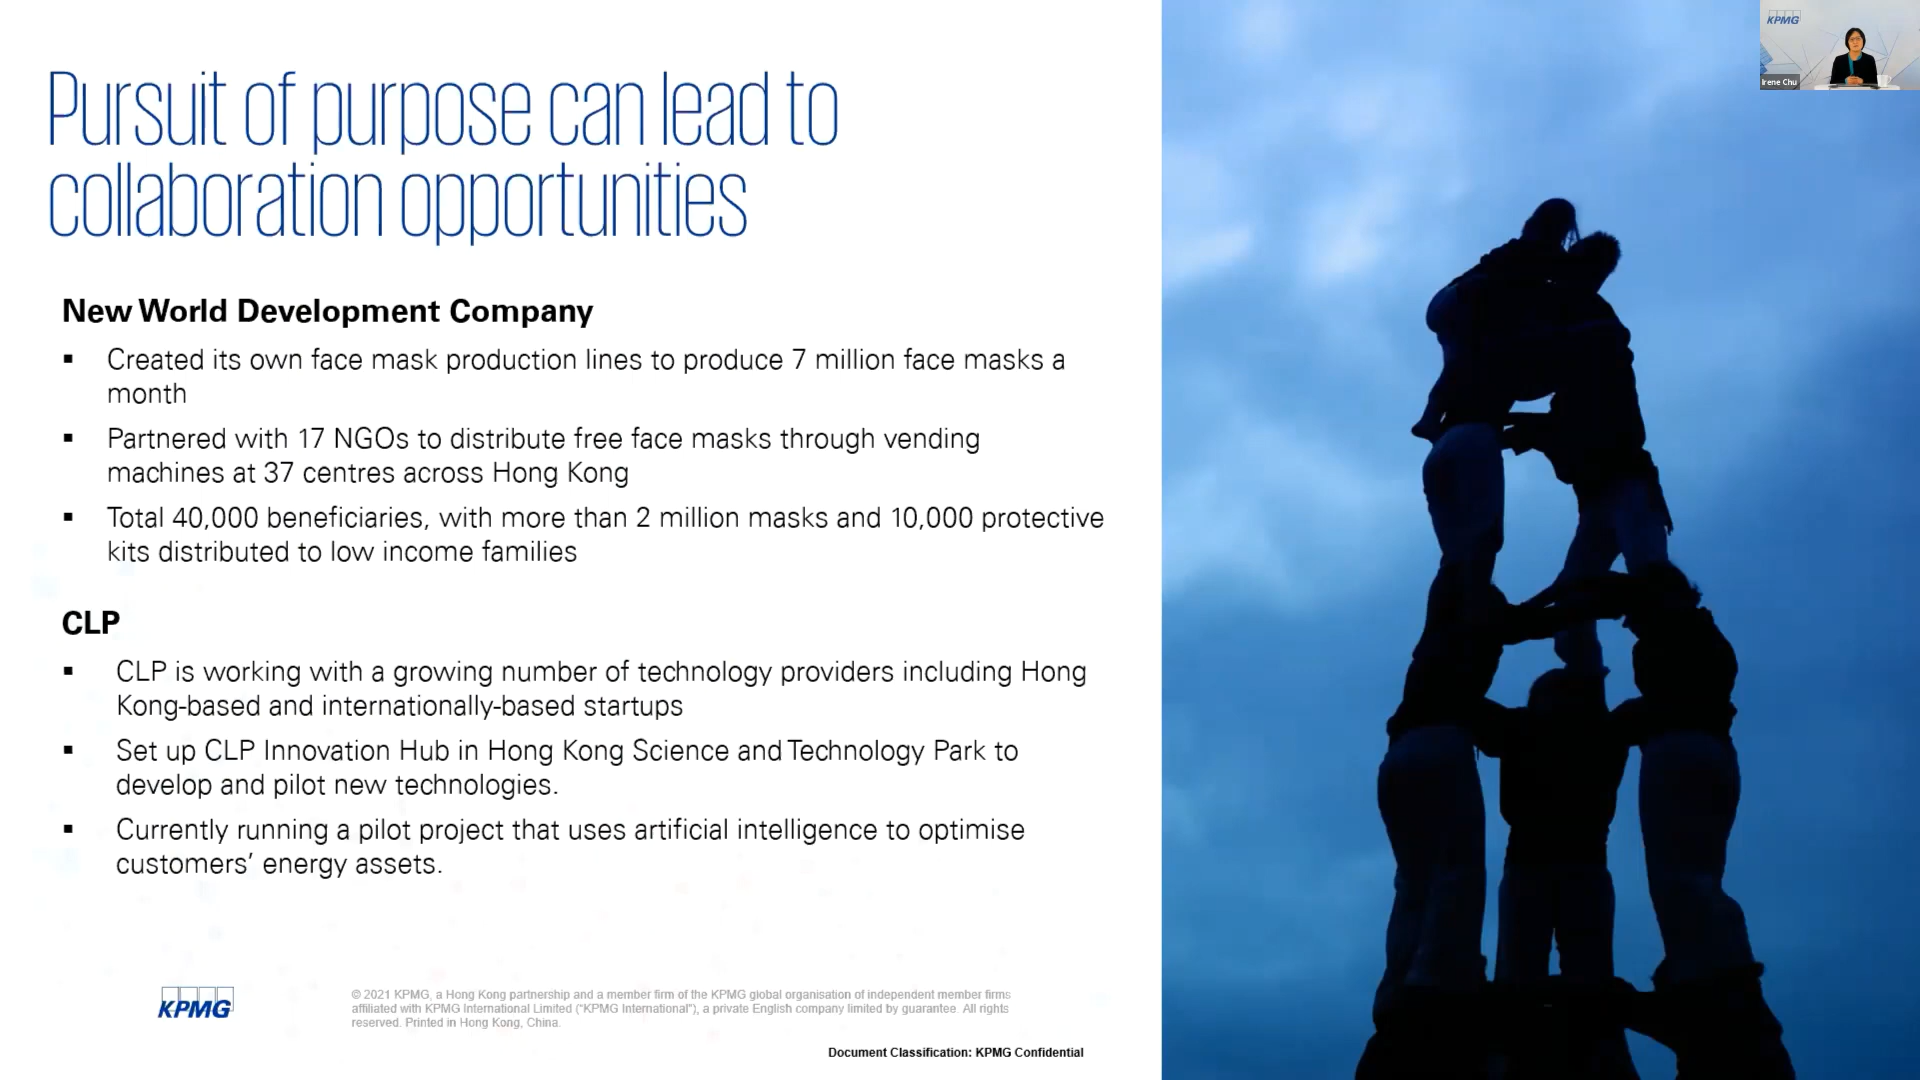 Pursuit of purpose can lead to
collaboration opportunities
New World Development Company
▪ Created its own face mask production lines to produce 7 million face masks a
month
▪ Partnered with 17 NGOs to distribute free face masks through vending
machines at 37 centres across Hong Kong
▪ Total 40,000 beneficiaries, with more than 2 million masks and 10,000 protective
kits distributed to low income families
CLP
▪ CLP is working with a growing number of technology providers including Hong
Kong-based and internationally-based startups
▪ Set up CLP Innovation Hub in Hong Kong Science and Technology Park to
develop and pilot new technologies.
▪ Currently running a pilot project that uses artificial intelligence to optimise
customers’ energy assets.
KPMG
© 2021 KPMG, a Hong Kong partnership and a member firm of the KPMG global organisation of independent member firms
affiliated with KPMG International Limited (“KPMG International”), a private English company limited by guarantee. All rights
reserved. Printed in Hong Kong, China.
Document Classification: KPMG Confidential
KPMG
Irene Chu